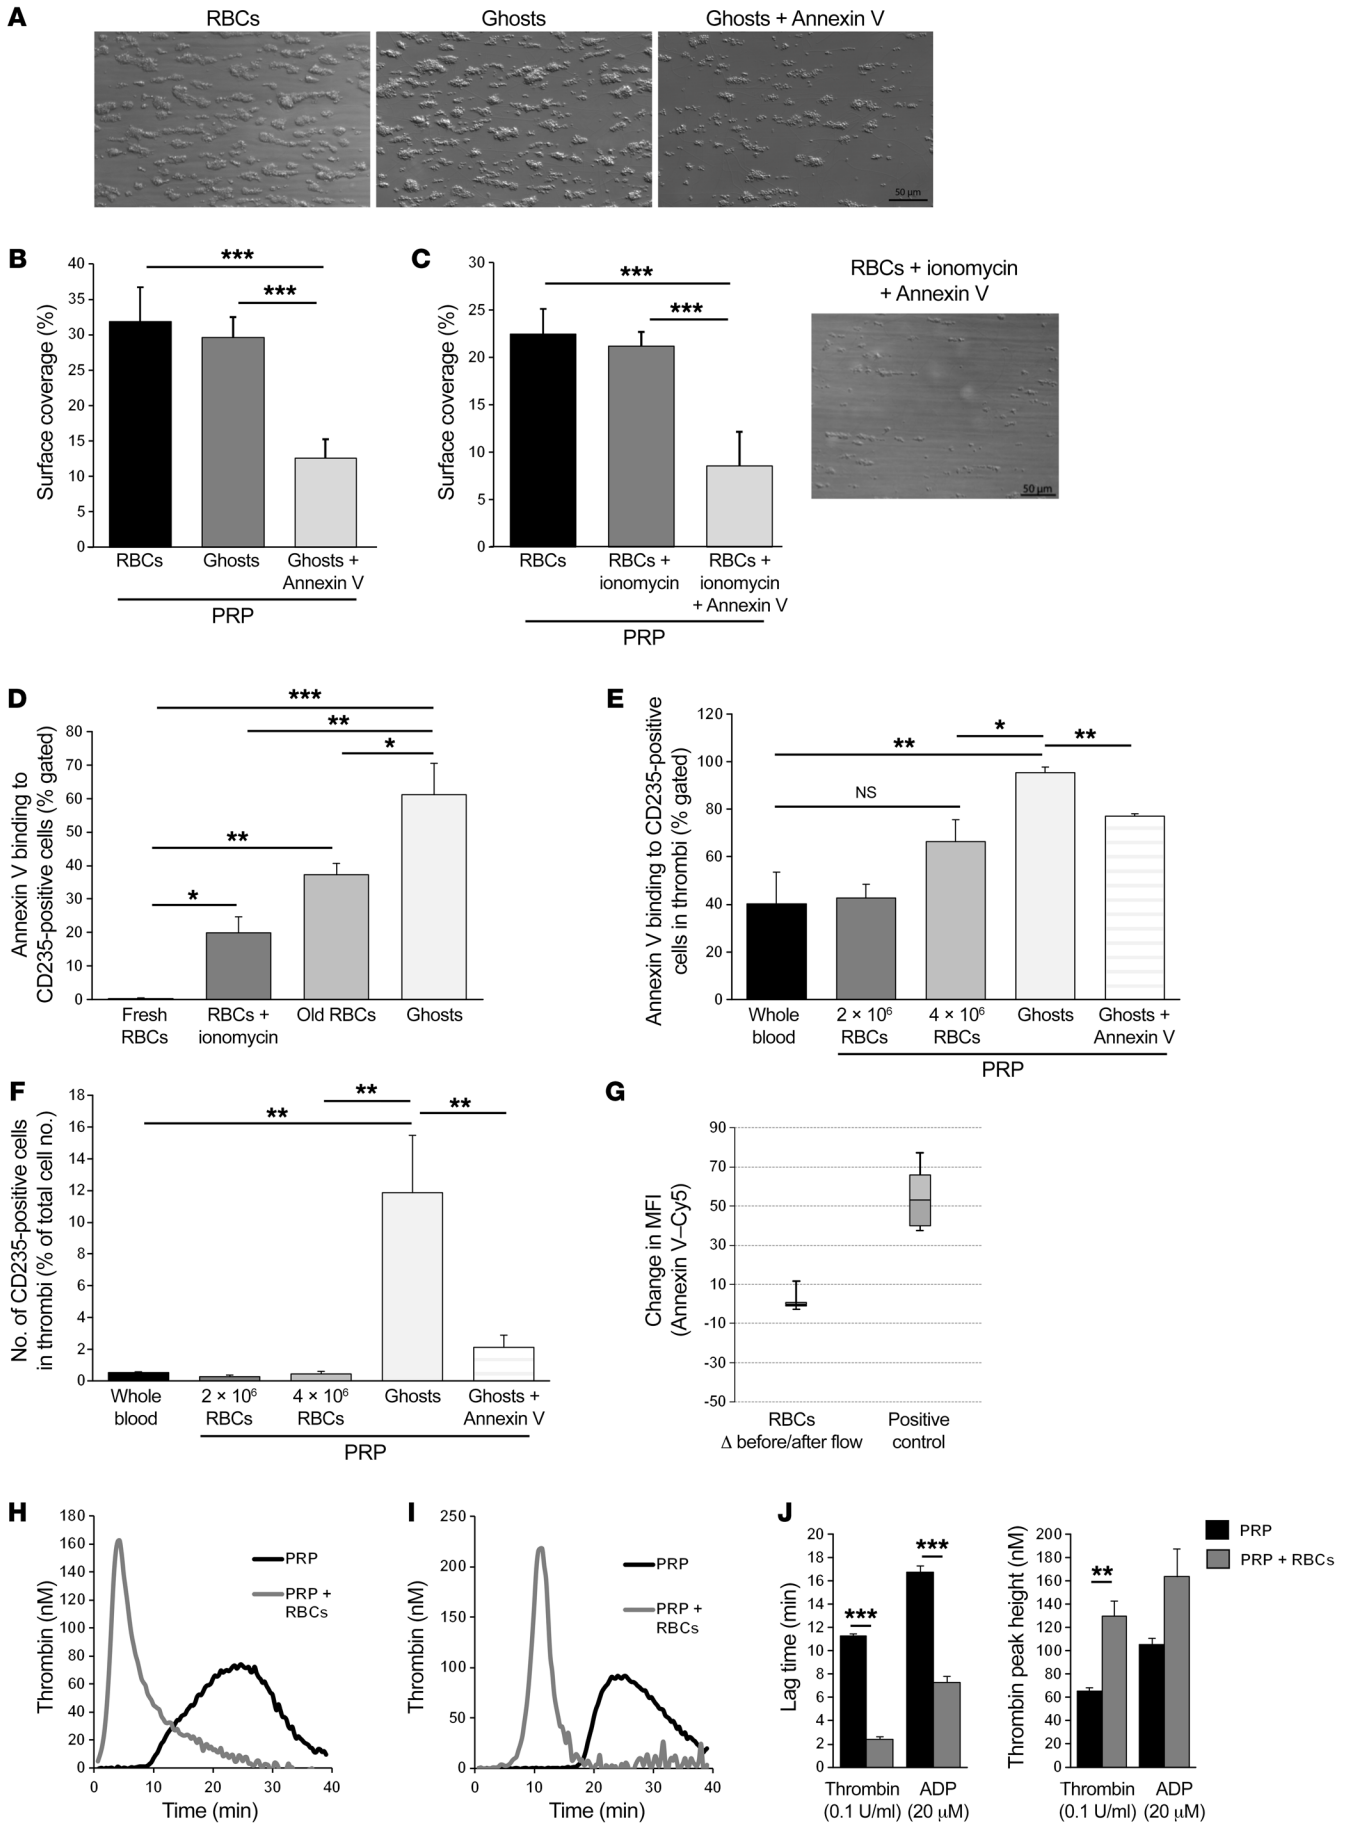 A
RBCs
Ghosts
Ghosts + Annexin V
50 µm
B
Surface coverage (%)
40
35
30
25
20
15
10
5
0
***
***
RBCs
Ghosts
Ghosts +
Annexin V
PRP
C
Surface coverage (%)
30
25
20
15
10
5
0
***
***
RBCs
RBCs +
ionomycin
RBCs +
ionomycin
+ Annexin V
PRP
RBCs + ionomycin
+ Annexin V
50 µm
D
Annexin V binding to
CD235-positive cells (% gated)
80
70
60
50
40
30
20
10
0
***
**
*
**
*
Fresh
RBCs
RBCs +
ionomycin
Old RBCs
Ghosts
E
Annexin V binding to CD235-positive
cells in thrombi (% gated)
120
100
80
60
40
20
0
*
**
**
NS
Whole
blood
2 × 10⁶
RBCs
4 × 10⁶
RBCs
Ghosts
Ghosts +
Annexin V
PRP
F
No. of CD235-positive cells
in thrombi (% of total cell no.)
18
16
14
12
10
8
6
4
2
0
**
**
**
Whole
blood
2 × 10⁶
RBCs
4 × 10⁶
RBCs
Ghosts
Ghosts +
Annexin V
PRP
G
Change in MFI
(Annexin V–Cy5)
90
70
50
30
10
-10
-30
-50
RBCs
Δ before/after flow
Positive
control
H
Thrombin (nM)
180
160
140
120
100
80
60
40
20
0
PRP
PRP +
RBCs
0
10
20
30
40
Time (min)
I
Thrombin (nM)
250
200
150
100
50
0
PRP
PRP +
RBCs
0
10
20
30
40
Time (min)
J
Lag time (min)
20
18
16
14
12
10
8
6
4
2
0
***
***
Thrombin
(0.1 U/ml)
ADP
(20 µM)
Thrombin peak height (nM)
200
180
160
140
120
100
80
60
40
20
0
**
Thrombin
(0.1 U/ml)
ADP
(20 µM)
PRP
PRP + RBCs